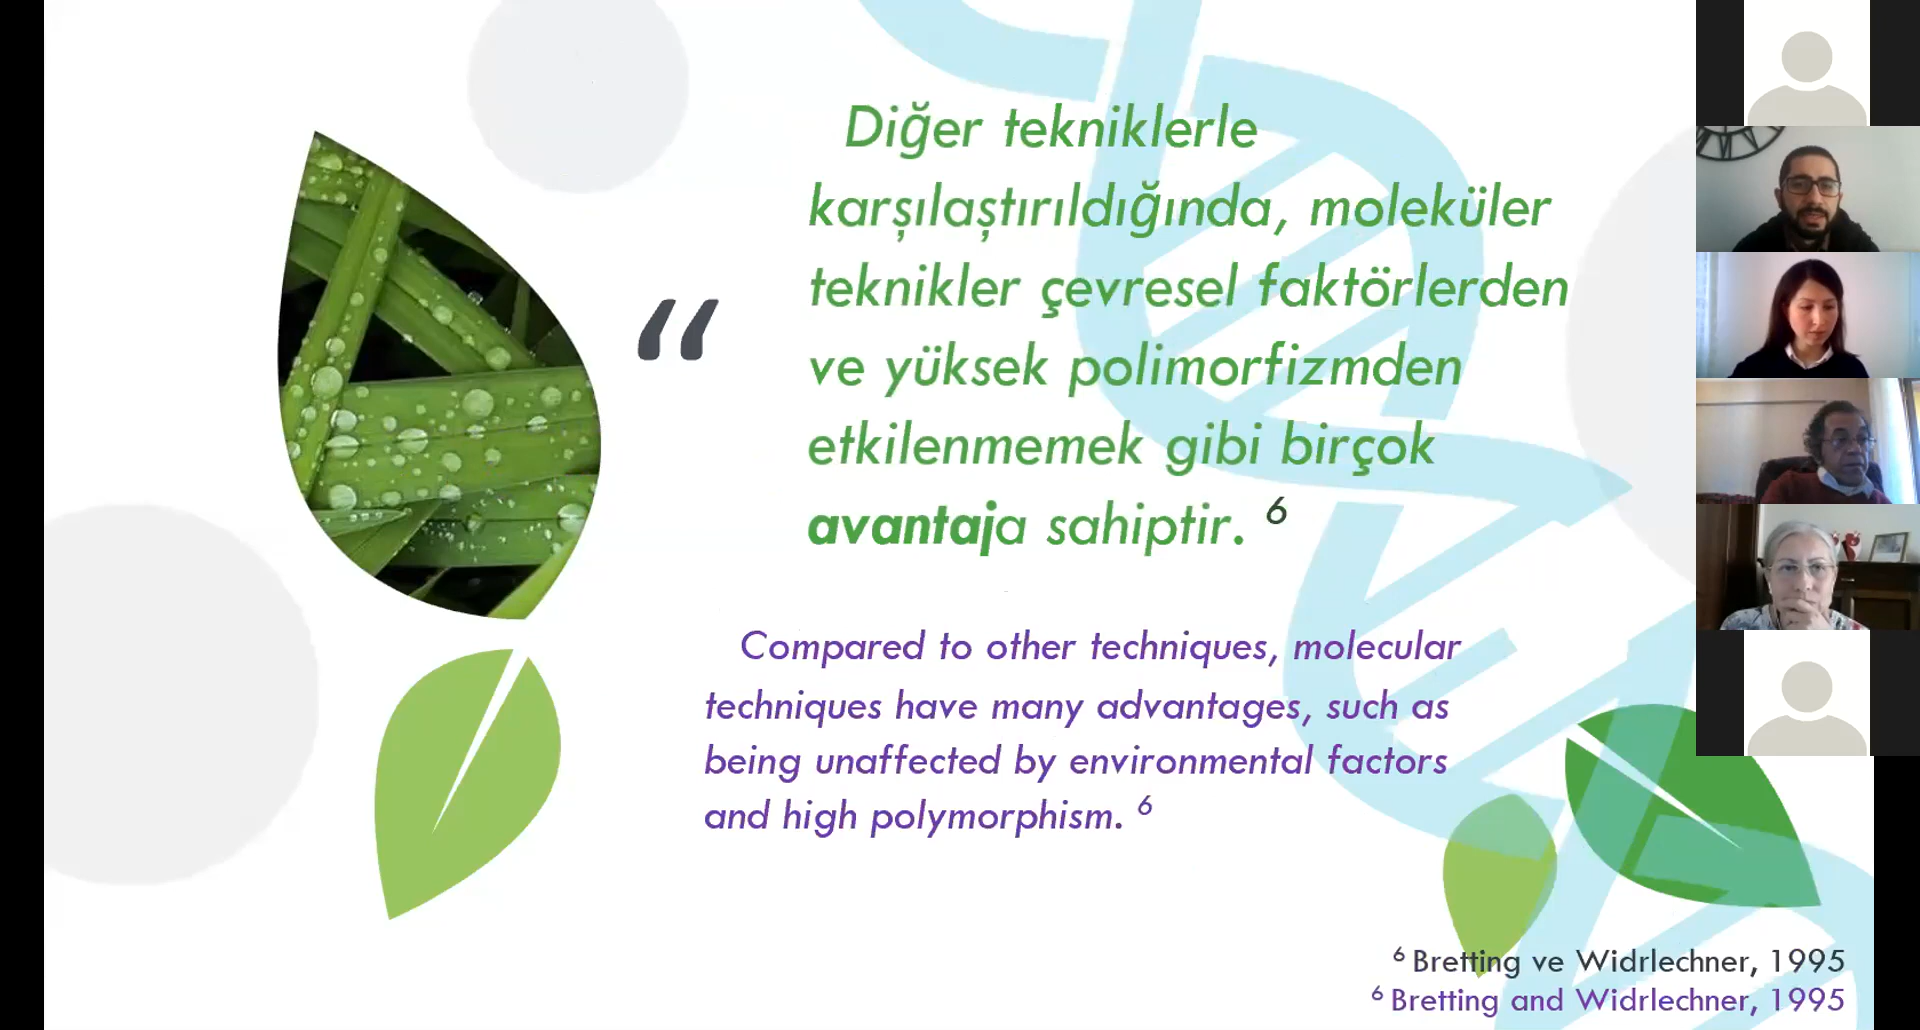 “
Diğer tekniklerle
karşılaştırıldığında, moleküler
teknikler çevresel faktörlerden
ve yüksek polimorfizmden
etkilenmemek gibi birçok
avantaja sahiptir. 6
Compared to other techniques, molecular
techniques have many advantages, such as
being unaffected by environmental factors
and high polymorphism. 6
6 Bretting ve Widrlechner, 1995
6 Bretting and Widrlechner, 1995